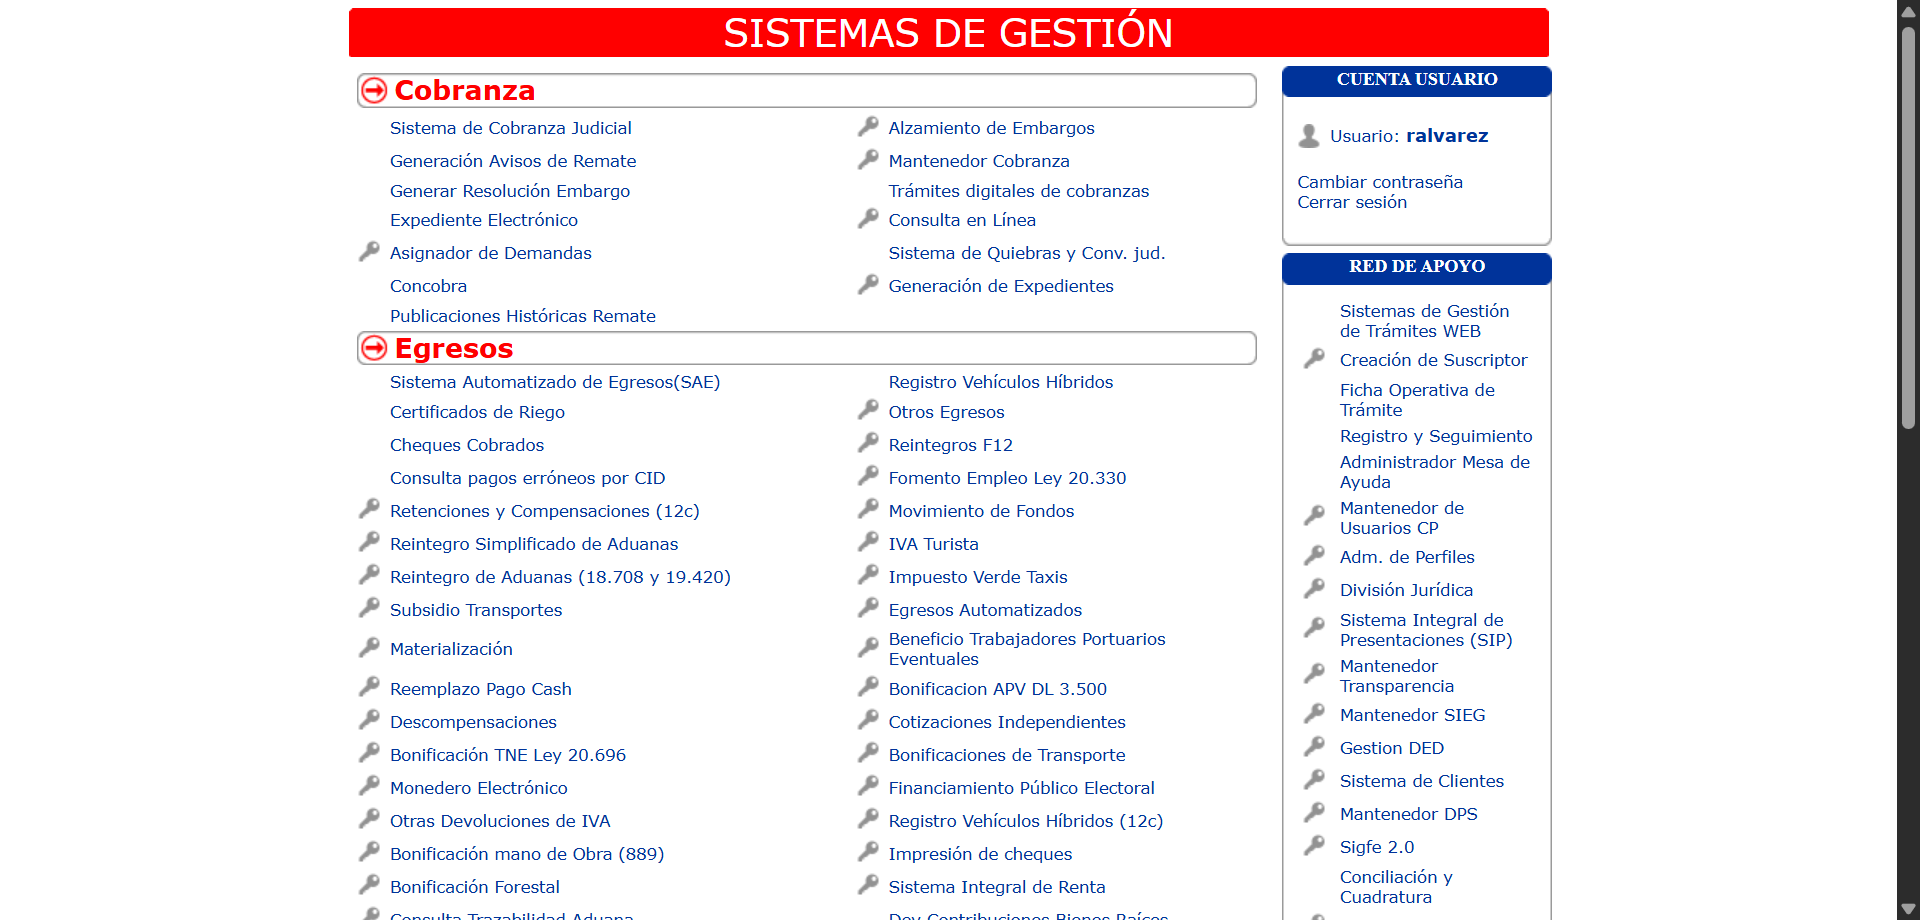 SISTEMAS DE GESTIÓN
Cobranza
Sistema de Cobranza Judicial
Alzamiento de Embargos
Generación Avisos de Remate
Mantenedor Cobranza
Generar Resolución Embargo
Trámites digitales de cobranzas
Expediente Electrónico
Consulta en Línea
Asignador de Demandas
Sistema de Quiebras y Conv. jud.
Concobra
Generación de Expedientes
Publicaciones Históricas Remate
Egresos
Sistema Automatizado de Egresos(SAE)
Registro Vehículos Híbridos
Certificados de Riego
Otros Egresos
Cheques Cobrados
Reintegros F12
Consulta pagos erróneos por CID
Fomento Empleo Ley 20.330
Retenciones y Compensaciones (12c)
Movimiento de Fondos
Reintegro Simplificado de Aduanas
IVA Turista
Reintegro de Aduanas (18.708 y 19.420)
Impuesto Verde Taxis
Subsidio Transportes
Egresos Automatizados
Materialización
Beneficio Trabajadores Portuarios
Eventuales
Reemplazo Pago Cash
Bonificacion APV DL 3.500
Descompensaciones
Cotizaciones Independientes
Bonificación TNE Ley 20.696
Bonificaciones de Transporte
Monedero Electrónico
Financiamiento Público Electoral
Otras Devoluciones de IVA
Registro Vehículos Híbridos (12c)
Bonificación mano de Obra (889)
Impresión de cheques
Bonificación Forestal
Sistema Integral de Renta
Consulta Trazabilidad Aduana
Dev Contribuciones Bienes Raíces
CUENTA USUARIO
Usuario: ralvarez
Cambiar contraseña
Cerrar sesión
RED DE APOYO
Sistemas de Gestión
de Trámites WEB
Creación de Suscriptor
Ficha Operativa de
Trámite
Registro y Seguimiento
Administrador Mesa de
Ayuda
Mantenedor de
Usuarios CP
Adm. de Perfiles
División Jurídica
Sistema Integral de
Presentaciones (SIP)
Mantenedor
Transparencia
Mantenedor SIEG
Gestion DED
Sistema de Clientes
Mantenedor DPS
Sigfe 2.0
Conciliación y
Cuadratura